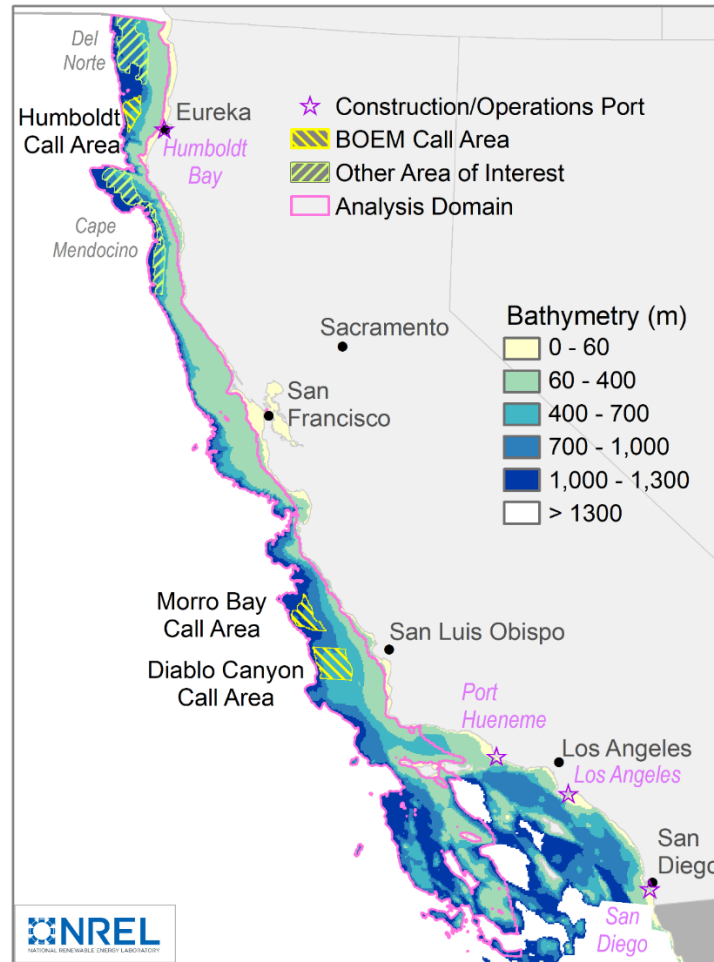 Del
Norte
Humboldt
Call Area
Eureka
Humboldt
Bay
Cape
Mendocino
Construction/Operations Port
BOEM Call Area
Other Area of Interest
Analysis Domain
Sacramento
San
Francisco
Bathymetry (m)
0 - 60
60 - 400
400 - 700
700 - 1,000
1,000 - 1,300
> 1300
Morro Bay
Call Area
San Luis Obispo
Diablo Canyon
Call Area
Port
Hueneme
Los Angeles
Los Angeles
San
Diego
San
Diego
NREL
NATIONAL RENEWABLE ENERGY LABORATORY